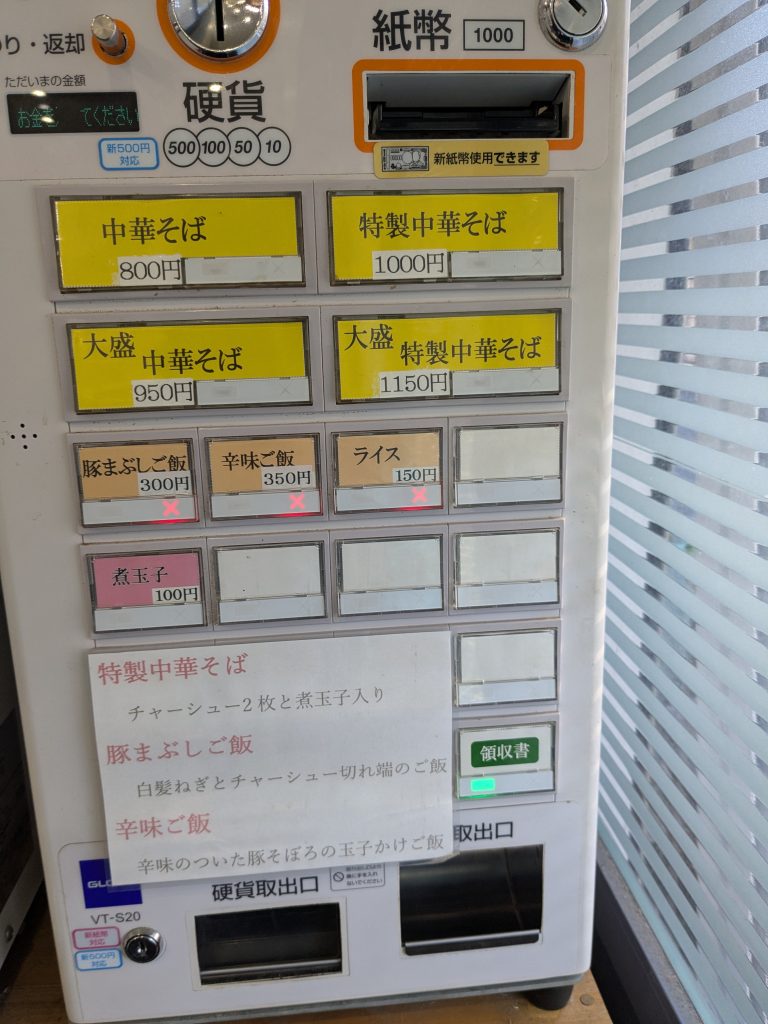 り・返却
紙幣 1000
ただいまの金額
お金を てください
硬貨
新500円
対応
500 100 50 10
新紙幣使用できます
中華そば
800円
特製中華そば
1000円
大盛 中華そば
950円
大盛 特製中華そば
1150円
豚まぶしご飯
300円
辛味ご飯
350円
ライス
150円
煮玉子
100円
特製中華そば
チャーシュー2枚と煮玉子入り
豚まぶしご飯
白髪ねぎとチャーシュー切れ端のご飯
辛味ご飯
辛味のついた豚そぼろの玉子かけご飯
領収書
取出口
硬貨取出口
VT-S20
新紙幣
対応
新500円
対応